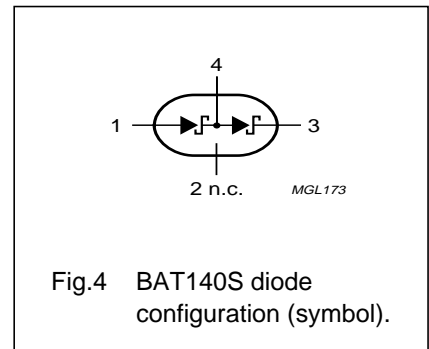 4
1
3
2 n.c.
MGL173
Fig.4 BAT140S diode
configuration (symbol).